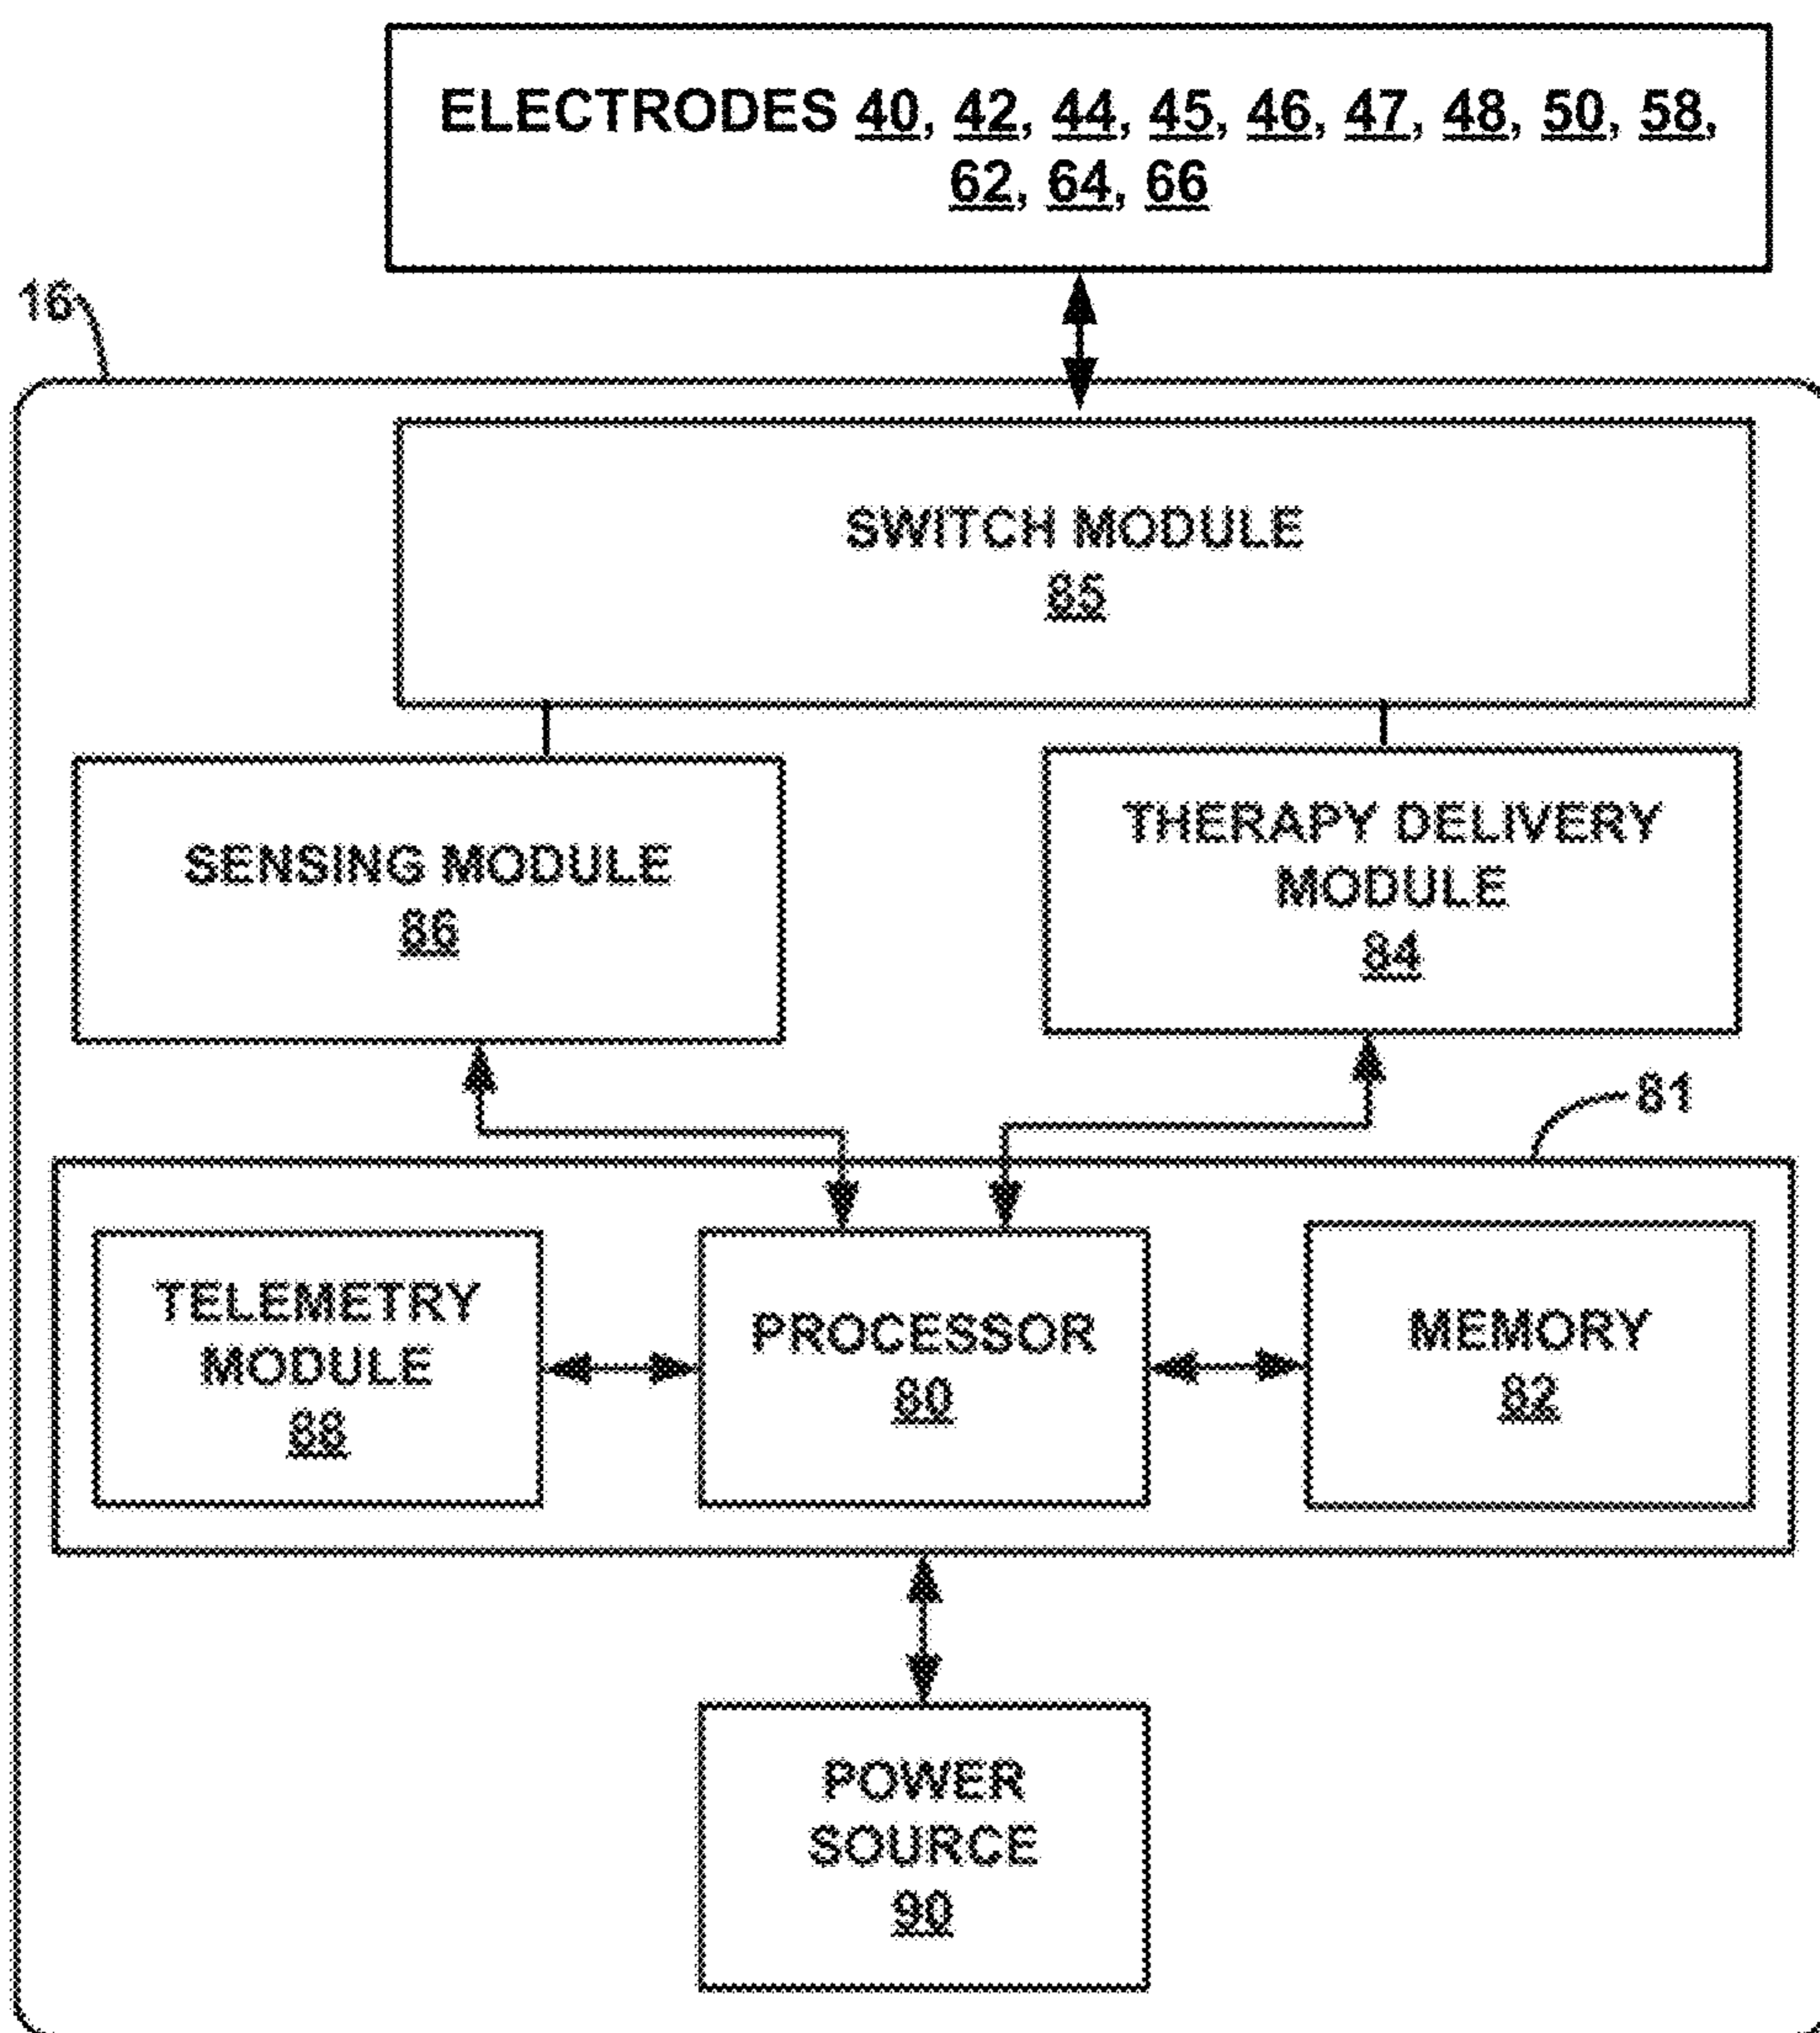 ELECTRODES 40, 42, 44, 45, 46, 47, 48, 50, 58,
62, 64, 66
16
SWITCH MODULE
85
SENSING MODULE
86
THERAPY DELIVERY
MODULE
84
81
TELEMETRY
MODULE
88
PROCESSOR
80
MEMORY
82
POWER
SOURCE
90